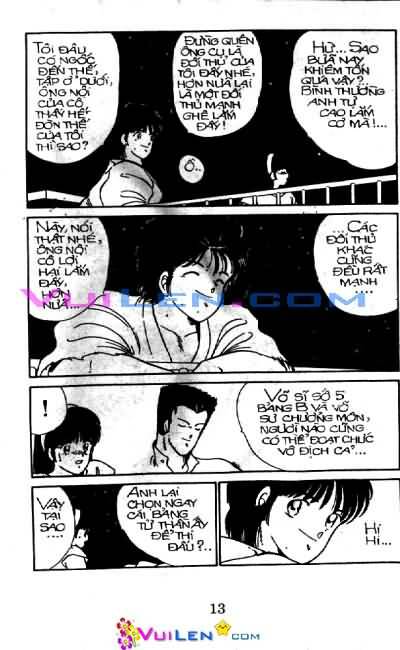 HỨ... SAO
BỮA NAY
KHIÊM TỐN
QUÁ VẬY?
BÌNH THƯỜNG
ANH TỰ
CAO LẮM
CƠ MÀ!...
ĐỪNG QUÊN
ÔNG CỤ LÀ
ĐỐI THỦ CỦA
TÔI ĐẤY NHÉ,
HƠN NỮA LẠI
LÀ MỘT ĐỐI
THỦ MẠNH
GHÊ LẮM
ĐẤY!
TÔI ĐÂU
CÓ NGỐC
ĐẾN THẾ,
TẬP Ở DƯỚI,
ÔNG NỘI
CỦA CÔ
THẤY HẾT
ĐÒN THẾ
CỦA TÔI
THÌ SAO?
Ồ..
... CÁC
ĐỐI THỦ
KHÁC
CŨNG
ĐỀU RẤT
MẠNH
....
NÀY, NÓI
THẬT NHÉ,
ÔNG NỘI
CÔ LỢI
HẠI LẮM
ĐẤY,
HƠN
NỮA....
VUILEN.COM
VÕ SĨ SỐ 5
BẢNG B VÀ VÕ
SƯ CHƯỞNG MÔN,
NGƯỜI NÀO CŨNG
CÓ THỂ ĐOẠT CHỨC
VÔ ĐỊCH CẢ...
!
HÍ
HÍ...
ANH LẠI
CHỌN NGAY
CÁI BẢNG
TỬ THẦN ẤY
ĐỂ THI
ĐẤU?..
VẬY
TẠI
SAO
....
13
VUILEN.COM